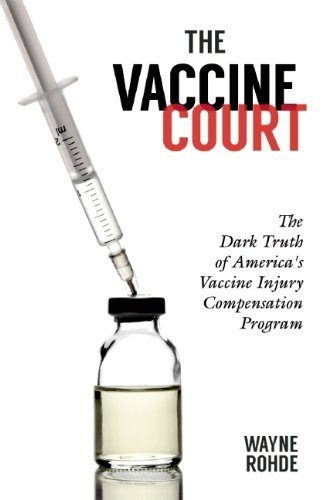 THE
VACCINE
COURT
The
Dark Truth
of America's
Vaccine Injury
Compensation
Program
WAYNE
ROHDE